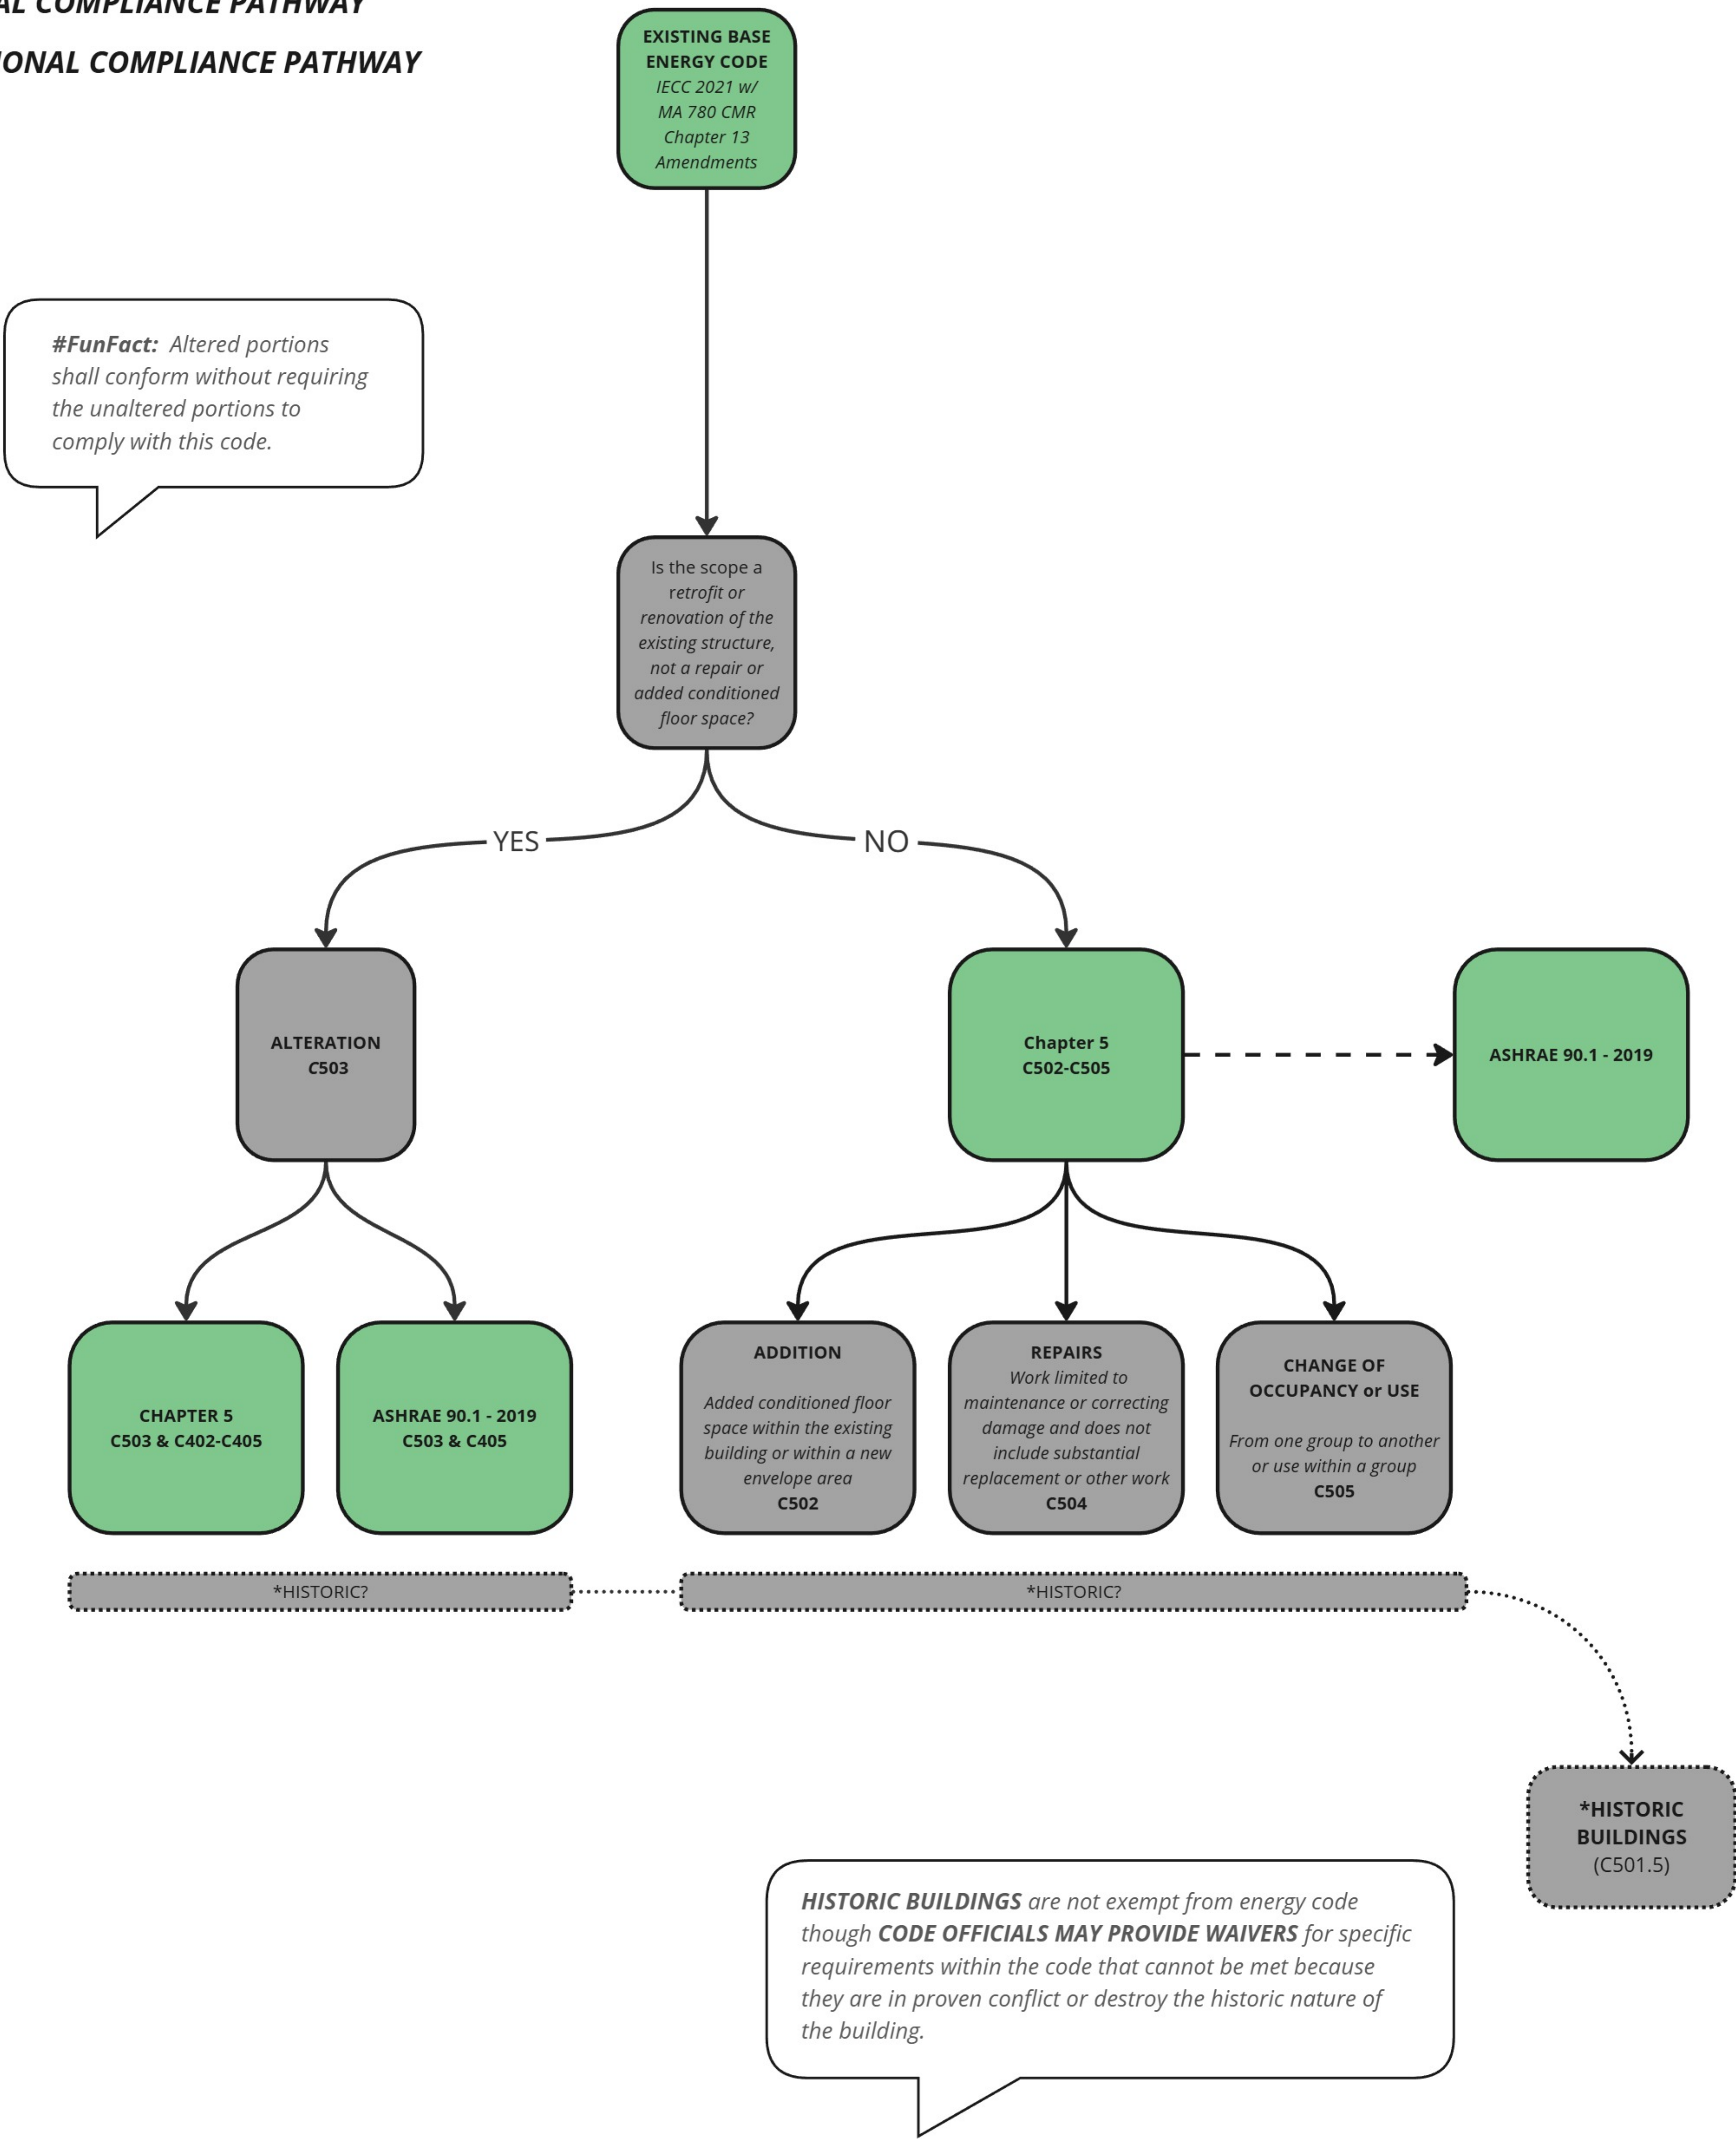 AL COMPLIANCE PATHWAY
IONAL COMPLIANCE PATHWAY
EXISTING BASE
ENERGY CODE
IECC 2021 w/
MA 780 CMR
Chapter 13
Amendments
#FunFact: Altered portions
shall conform without requiring
the unaltered portions to
comply with this code.
Is the scope a
retrofit or
renovation of the
existing structure,
not a repair or
added conditioned
floor space?
YES
NO
ALTERATION
C503
Chapter 5
C502-C505
ASHRAE 90.1 - 2019
CHAPTER 5
C503 & C402-C405
ASHRAE 90.1 - 2019
C503 & C405
ADDITION
Added conditioned floor
space within the existing
building or within a new
envelope area
C502
REPAIRS
Work limited to
maintenance or correcting
damage and does not
include substantial
replacement or other work
C504
CHANGE OF
OCCUPANCY or USE
From one group to another
or use within a group
C505
*HISTORIC?
*HISTORIC?
*HISTORIC
BUILDINGS
(C501.5)
HISTORIC BUILDINGS are not exempt from energy code
though CODE OFFICIALS MAY PROVIDE WAIVERS for specific
requirements within the code that cannot be met because
they are in proven conflict or destroy the historic nature of
the building.